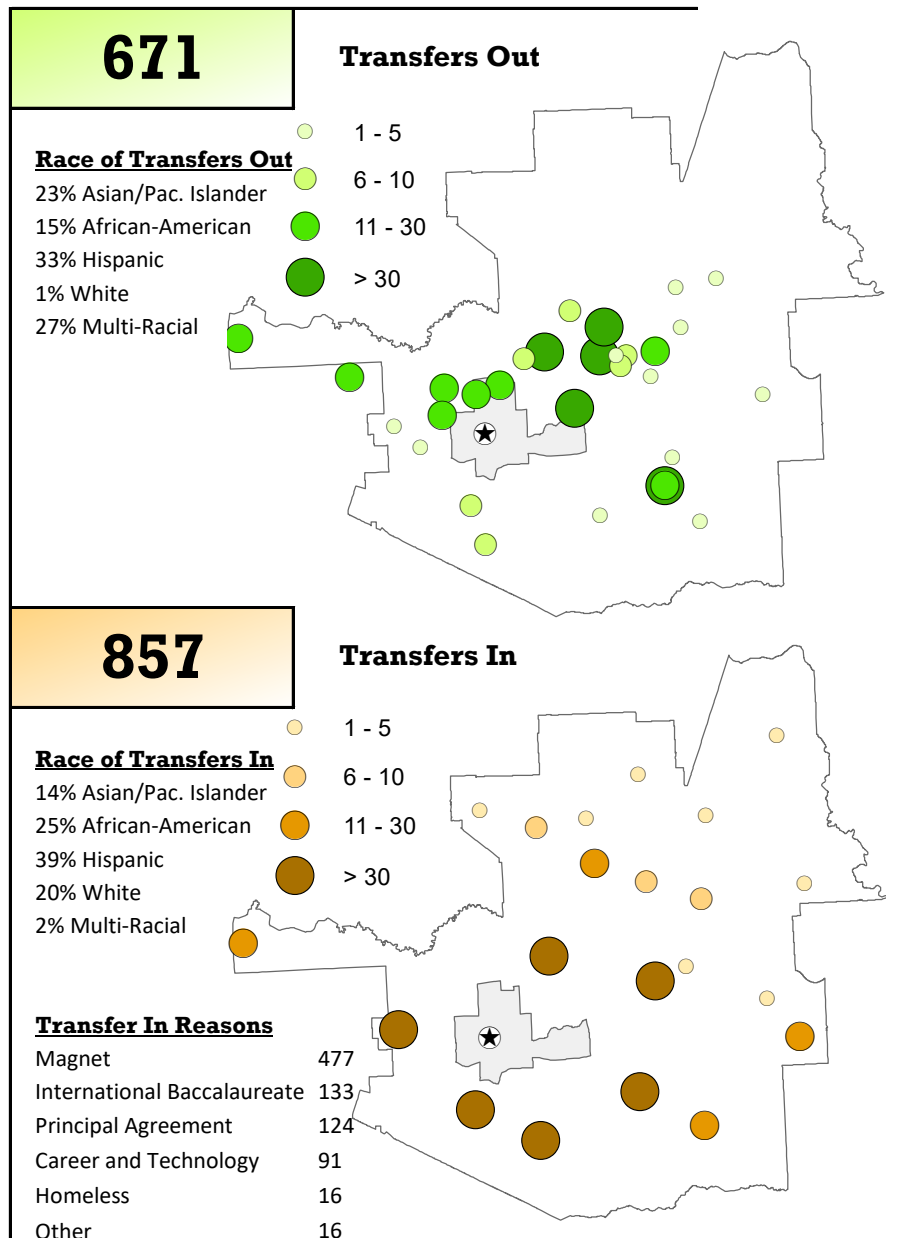 671
Transfers Out
1 - 5
6 - 10
11 - 30
> 30
Race of Transfers Out
23% Asian/Pac. Islander
15% African-American
33% Hispanic
1% White
27% Multi-Racial
857
Transfers In
1 - 5
6 - 10
11 - 30
> 30
Race of Transfers In
14% Asian/Pac. Islander
25% African-American
39% Hispanic
20% White
2% Multi-Racial
Transfer In Reasons
Magnet 477
International Baccalaureate 133
Principal Agreement 124
Career and Technology 91
Homeless 16
Other 16